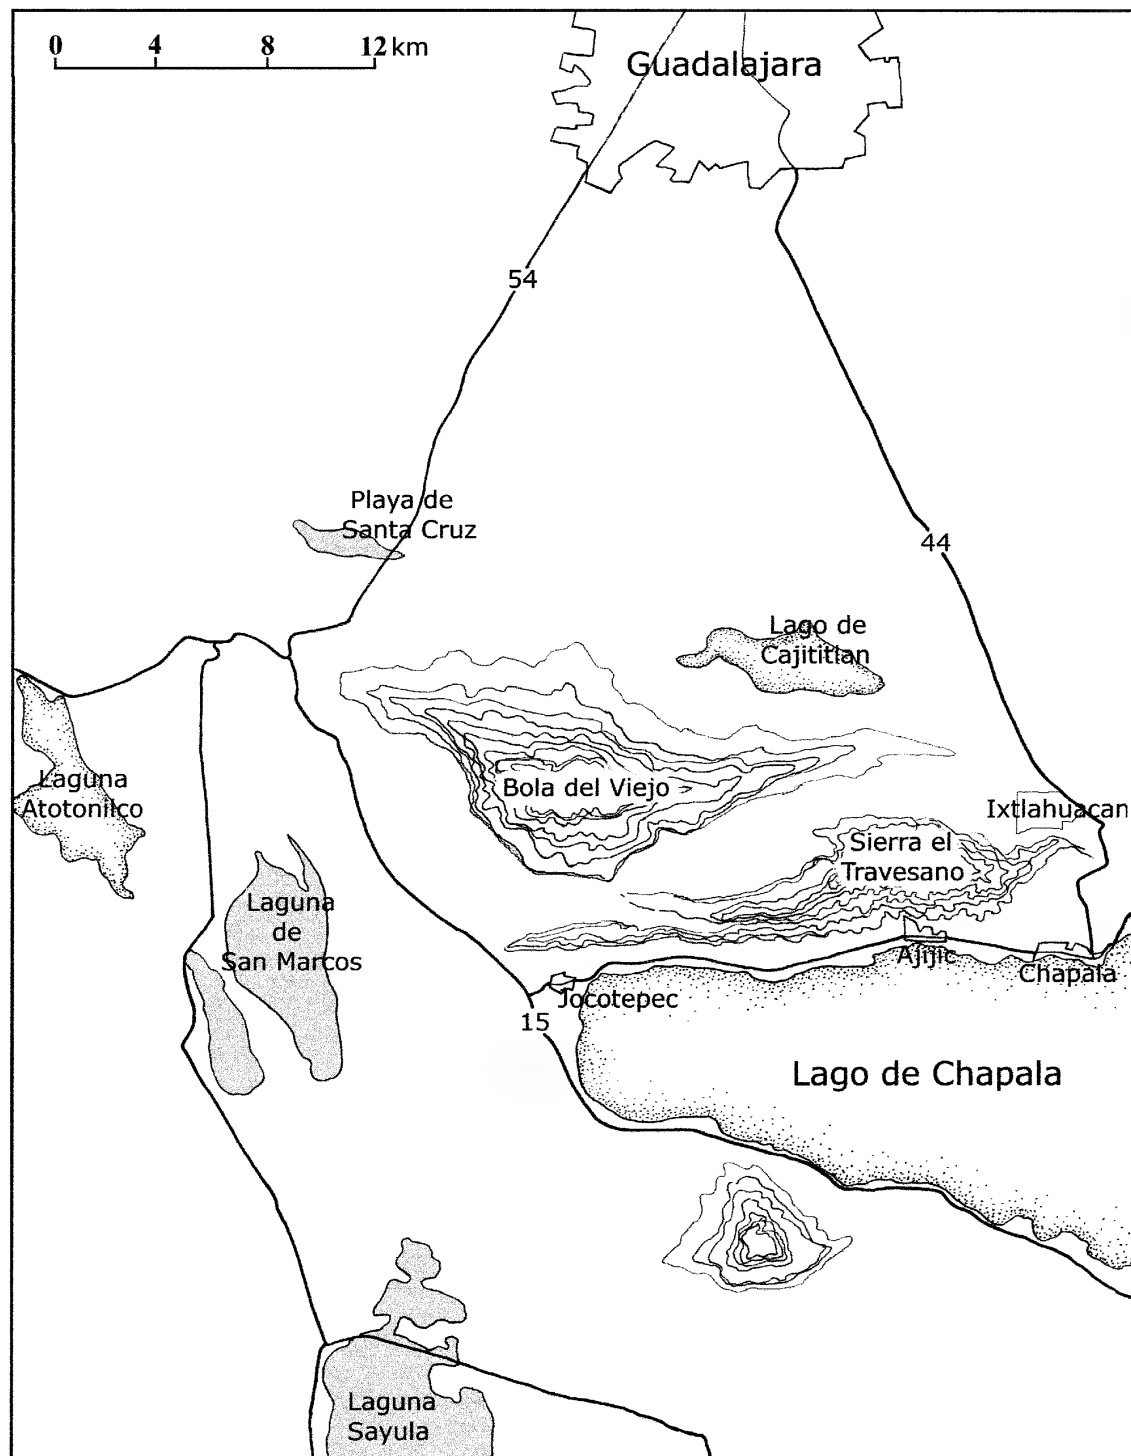 0 4 8 12 km
Guadalajara
54
Playa de
Santa Cruz
44
Lago de
Cajititlan
Laguna
Atotonilco
Bola del Viejo
Ixtlahuacan
Sierra el
Travesano
Laguna
de
San Marcos
Ajijic
Chapala
Jocotepec
15
Lago de Chapala
Laguna
Sayula